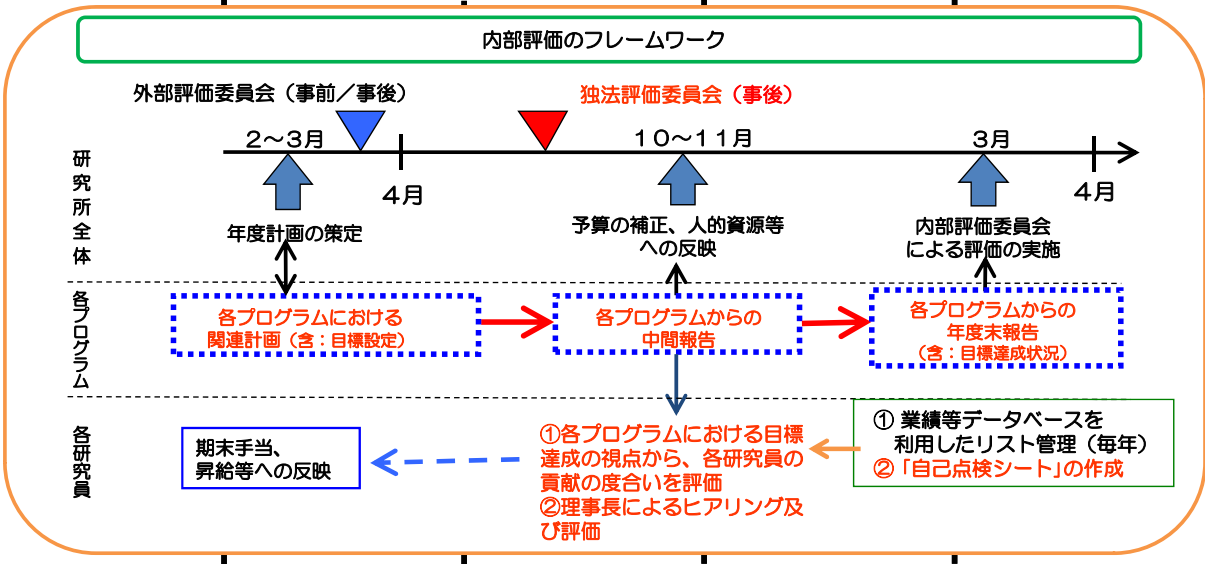 内部評価のフレームワーク
外部評価委員会（事前／事後）
独法評価委員会（事後）
2～3月
10～11月
3月
4月
4月
研究所全体
年度計画の策定
予算の補正、人的資源等
への反映
内部評価委員会
による評価の実施
各プログラム
各プログラムにおける
関連計画（含：目標設定）
各プログラムからの
中間報告
各プログラムからの
年度末報告
（含：目標達成状況）
各研究員
期末手当、
昇給等への反映
①各プログラムにおける目標
達成の視点から、各研究員の
貢献の度合いを評価
②理事長によるヒアリング及
び評価
① 業績等データベースを
利用したリスト管理（毎年）
② 「自己点検シート」の作成